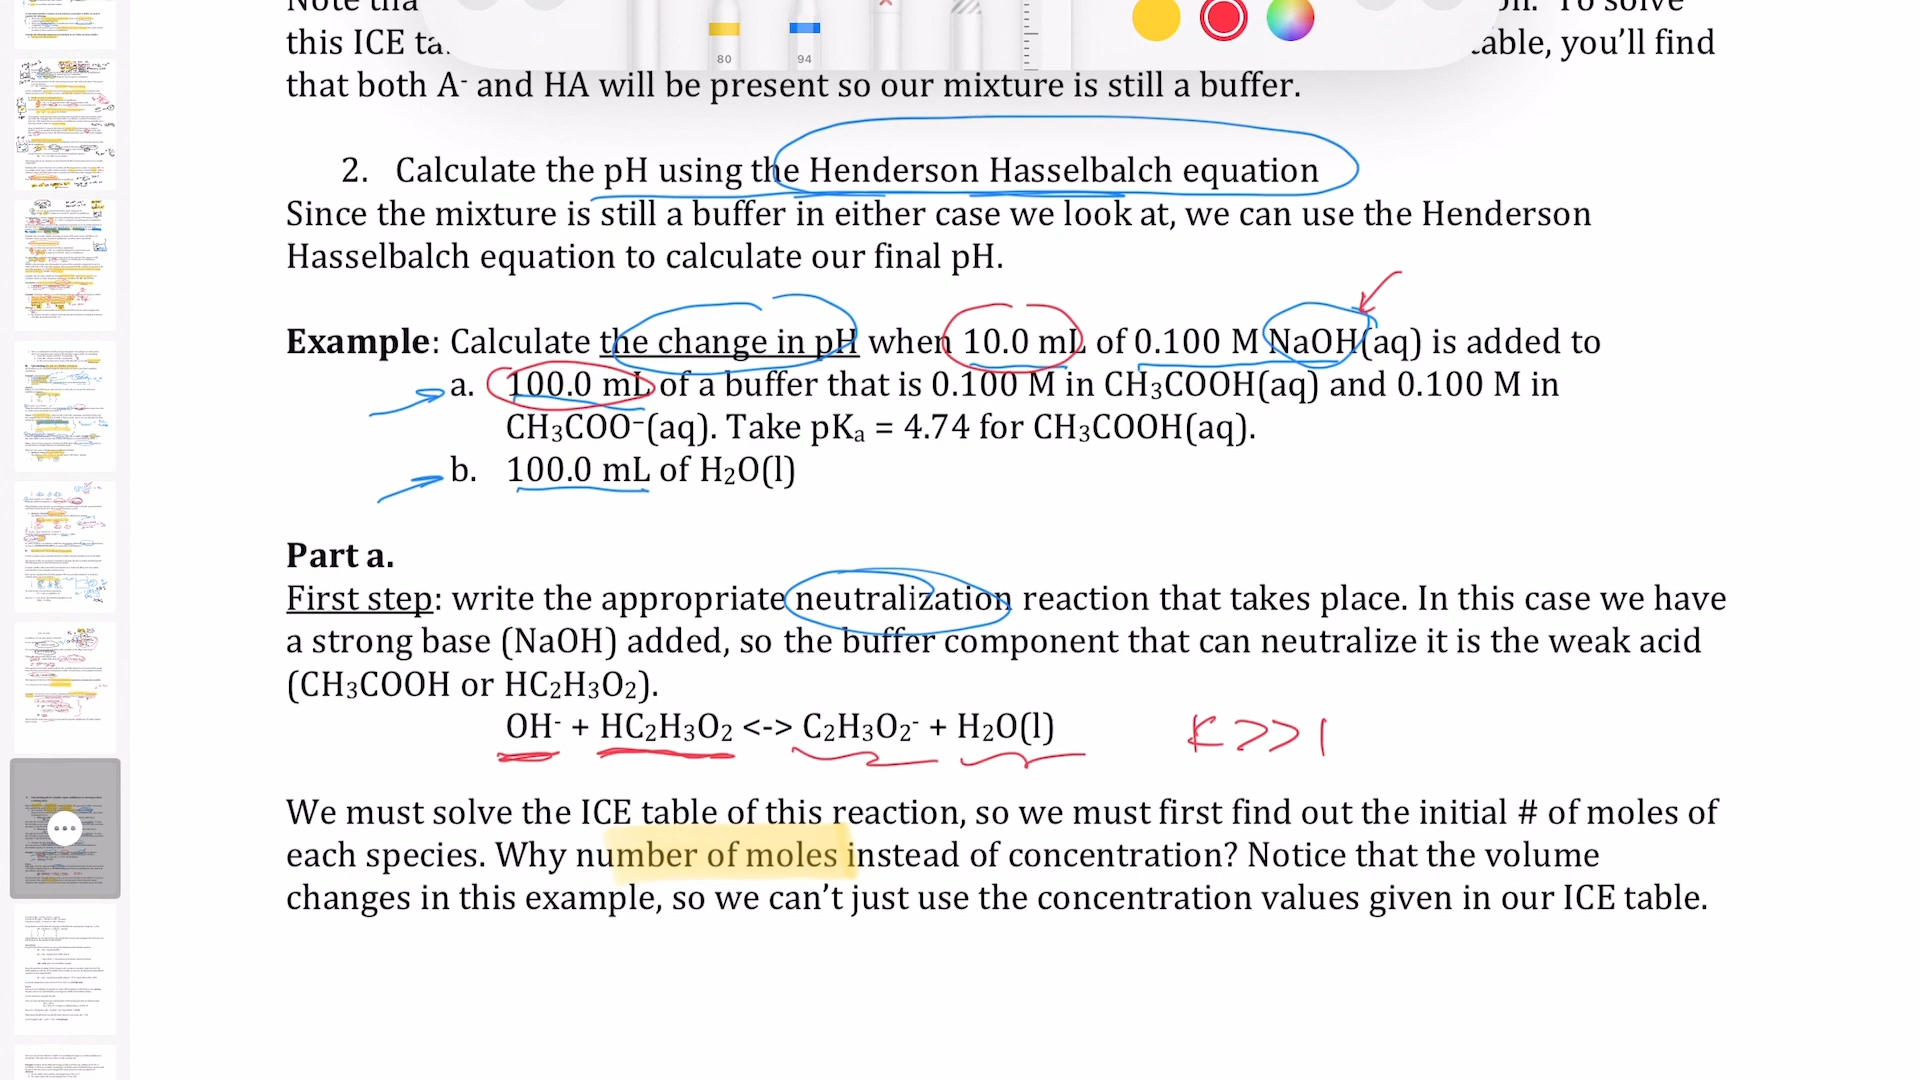 this ICE ta
able, you’ll find
that both A- and HA will be present so our mixture is still a buffer.
80
94
2. Calculate the pH using the Henderson Hasselbalch equation
Since the mixture is still a buffer in either case we look at, we can use the Henderson
Hasselbalch equation to calculate our final pH.
Example: Calculate the change in pH when 10.0 mL of 0.100 M NaOH(aq) is added to
a. 100.0 mL of a buffer that is 0.100 M in CH₃COOH(aq) and 0.100 M in
CH₃COO⁻(aq). Take pKₐ = 4.74 for CH₃COOH(aq).
b. 100.0 mL of H₂O(l)
Part a.
First step: write the appropriate neutralization reaction that takes place. In this case we have
a strong base (NaOH) added, so the buffer component that can neutralize it is the weak acid
(CH₃COOH or HC₂H₃O₂).
OH⁻ + HC₂H₃O₂ <-> C₂H₃O₂⁻ + H₂O(l) K >> 1
We must solve the ICE table of this reaction, so we must first find out the initial # of moles of
each species. Why number of moles instead of concentration? Notice that the volume
changes in this example, so we can’t just use the concentration values given in our ICE table.